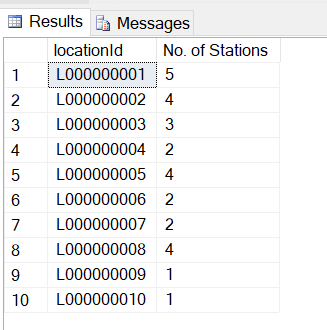 Results Messages
locationId No. of Stations
1 L000000001 5
2 L000000002 4
3 L000000003 3
4 L000000004 2
5 L000000005 4
6 L000000006 2
7 L000000007 2
8 L000000008 4
9 L000000009 1
10 L000000010 1